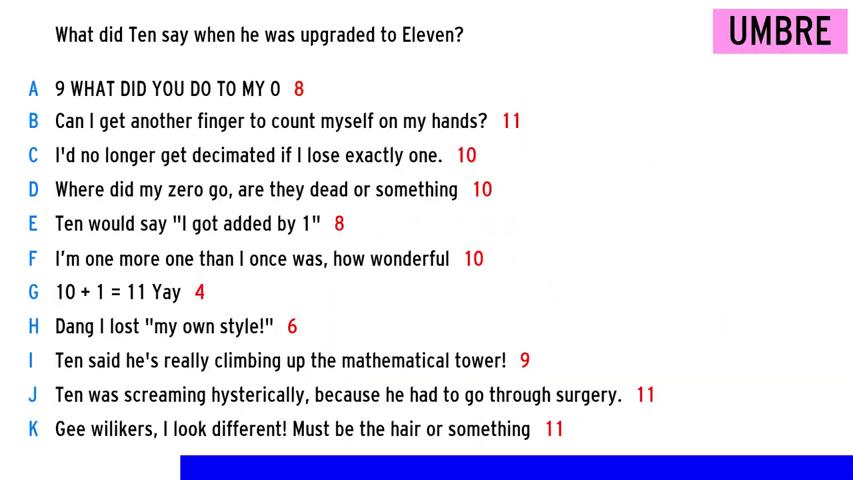 What did Ten say when he was upgraded to Eleven?
UMBRE
A 9 WHAT DID YOU DO TO MY 0 8
B Can I get another finger to count myself on my hands? 11
C I'd no longer get decimated if I lose exactly one. 10
D Where did my zero go, are they dead or something 10
E Ten would say "I got added by 1" 8
F I'm one more one than I once was, how wonderful 10
G 10 + 1 = 11 Yay 4
H Dang I lost "my own style!" 6
I Ten said he's really climbing up the mathematical tower! 9
J Ten was screaming hysterically, because he had to go through surgery. 11
K Gee wilikers, I look different! Must be the hair or something 11